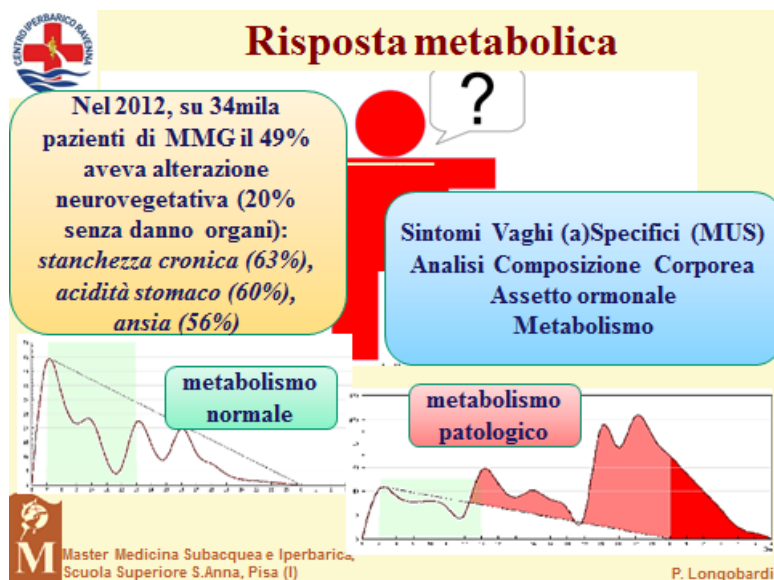 CENTRO IPERBARICO RAVENNA
Risposta metabolica
?
Nel 2012, su 34mila
pazienti di MMG il 49%
aveva alterazione
neurovegetativa (20%
senza danno organi):
stanchezza cronica (63%),
acidità stomaco (60%),
ansia (56%)
Sintomi Vaghi (a)Specifici (MUS)
Analisi Composizione Corporea
Assetto ormonale
Metabolismo
metabolismo
normale
metabolismo
patologico
M
Master Medicina Subacquea e Iperbarica,
Scuola Superiore S.Anna, Pisa (I)
P. Longobardi